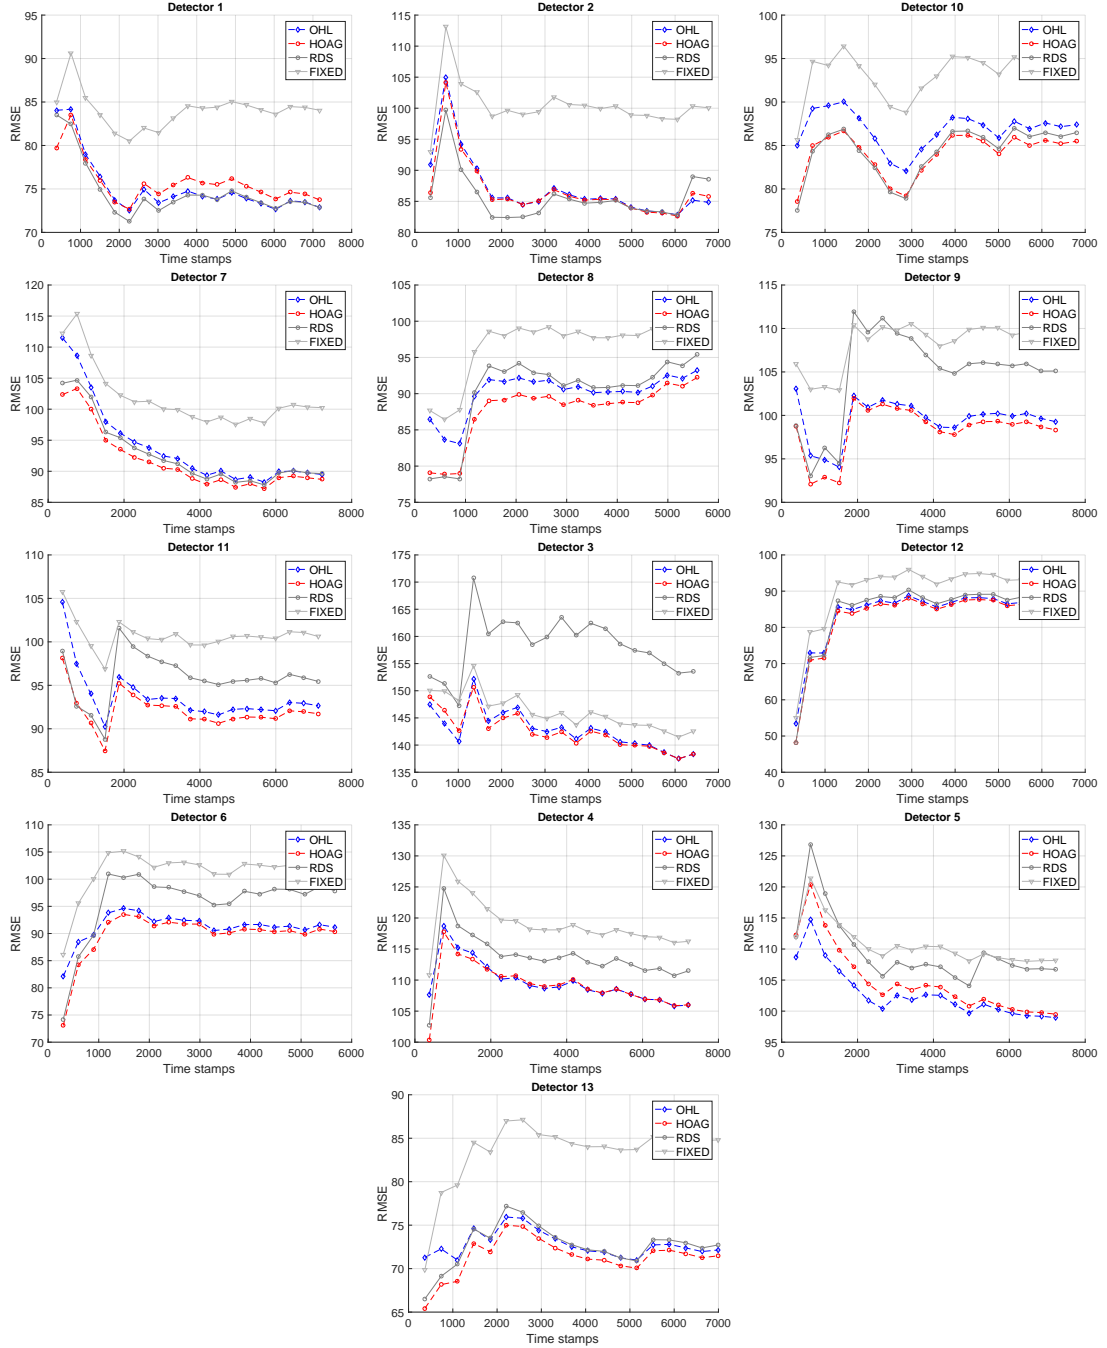 Detector 1
95
90
85
80
75
70
RMSE
0 1000 2000 3000 4000 5000 6000 7000 8000
Time stamps
OHL
HOAG
RDS
FIXED
Detector 2
115
110
105
100
95
90
85
80
RMSE
0 1000 2000 3000 4000 5000 6000 7000
Time stamps
OHL
HOAG
RDS
FIXED
Detector 10
100
95
90
85
80
75
RMSE
0 1000 2000 3000 4000 5000 6000 7000
Time stamps
OHL
HOAG
RDS
FIXED
Detector 7
120
115
110
105
100
95
90
85
RMSE
0 2000 4000 6000 8000
Time stamps
OHL
HOAG
RDS
FIXED
Detector 8
105
100
95
90
85
80
75
RMSE
0 1000 2000 3000 4000 5000 6000
Time stamps
OHL
HOAG
RDS
FIXED
Detector 9
115
110
105
100
95
90
RMSE
0 2000 4000 6000 8000
Time stamps
OHL
HOAG
RDS
FIXED
Detector 11
110
105
100
95
90
85
RMSE
0 2000 4000 6000 8000
Time stamps
OHL
HOAG
RDS
FIXED
Detector 3
175
170
165
160
155
150
145
140
135
RMSE
0 1000 2000 3000 4000 5000 6000 7000
Time stamps
OHL
HOAG
RDS
FIXED
Detector 12
100
90
80
70
60
50
40
RMSE
0 1000 2000 3000 4000 5000 6000 7000
Time stamps
OHL
HOAG
RDS
FIXED
Detector 6
110
105
100
95
90
85
80
75
70
RMSE
0 1000 2000 3000 4000 5000 6000
Time stamps
OHL
HOAG
RDS
FIXED
Detector 4
135
130
125
120
115
110
105
100
RMSE
0 2000 4000 6000 8000
Time stamps
OHL
HOAG
RDS
FIXED
Detector 5
130
125
120
115
110
105
100
95
RMSE
0 2000 4000 6000 8000
Time stamps
OHL
HOAG
RDS
FIXED
Detector 13
90
85
80
75
70
65
RMSE
0 1000 2000 3000 4000 5000 6000 7000
Time stamps
OHL
HOAG
RDS
FIXED